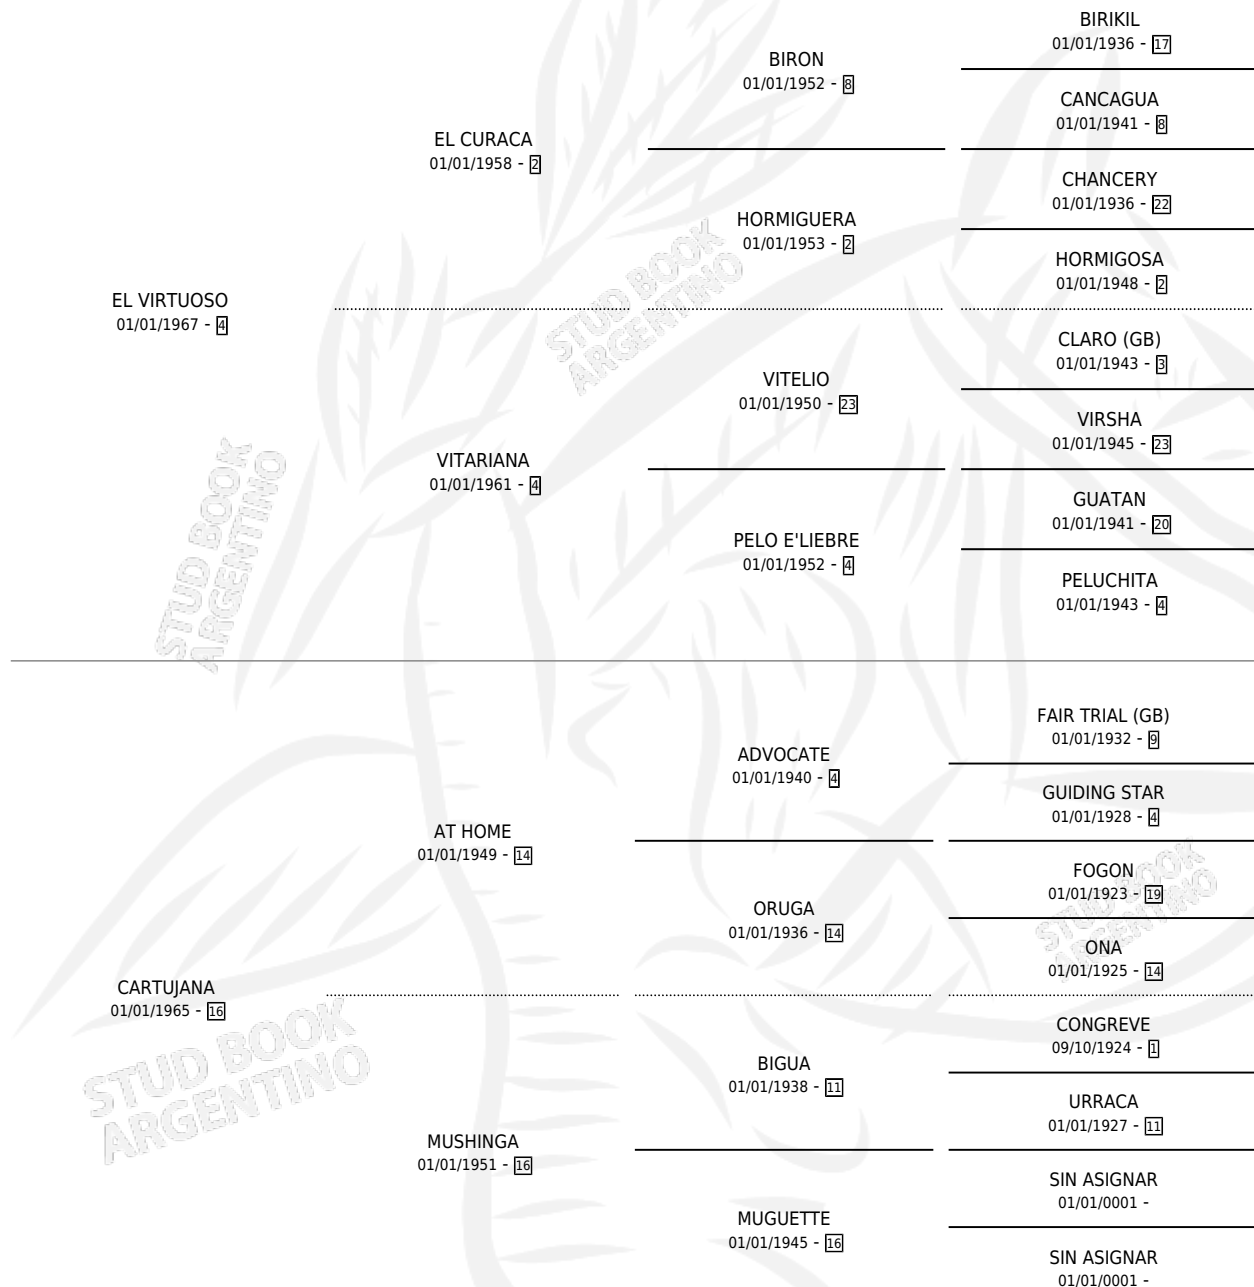 BIRIKIL
01/01/1936 - 17
BIRON
01/01/1952 - 8
CANCAGUA
01/01/1941 - 8
EL CURACA
01/01/1958 - 2
CHANCERY
01/01/1936 - 22
HORMIGUERA
01/01/1953 - 2
HORMIGOSA
01/01/1948 - 2
EL VIRTUOSO
01/01/1967 - 4
CLARO (GB)
01/01/1943 - 3
VITELIO
01/01/1950 - 23
VIRSHA
01/01/1945 - 23
VITARIANA
01/01/1961 - 4
GUATAN
01/01/1941 - 20
PELO E'LIEBRE
01/01/1952 - 4
PELUCHITA
01/01/1943 - 4
FAIR TRIAL (GB)
01/01/1932 - 9
ADVOCATE
01/01/1940 - 4
GUIDING STAR
01/01/1928 - 4
AT HOME
01/01/1949 - 14
FOGON
01/01/1923 - 19
ORUGA
01/01/1936 - 14
ONA
01/01/1925 - 14
CARTUJANA
01/01/1965 - 16
CONGREVE
09/10/1924 - 1
BIGUA
01/01/1938 - 11
URRACA
01/01/1927 - 11
MUSHINGA
01/01/1951 - 16
SIN ASIGNAR
01/01/0001 -
MUGUETTE
01/01/1945 - 16
SIN ASIGNAR
01/01/0001 -
STUD BOOK
ARGENTINO
STUD BOOK
ARGENTINO
STUD BOOK
ARGENTINO
STUD BOOK
ARGENTINO